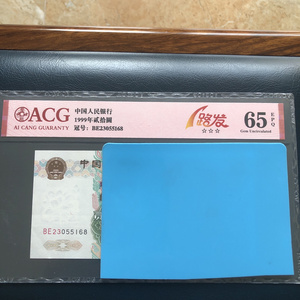 ACG
AI CANG GUARANTY
中国人民银行
1999年贰拾圆
冠号：BE23055168
路发
65 EPQ
Gem Uncirculated
中
BE23055168